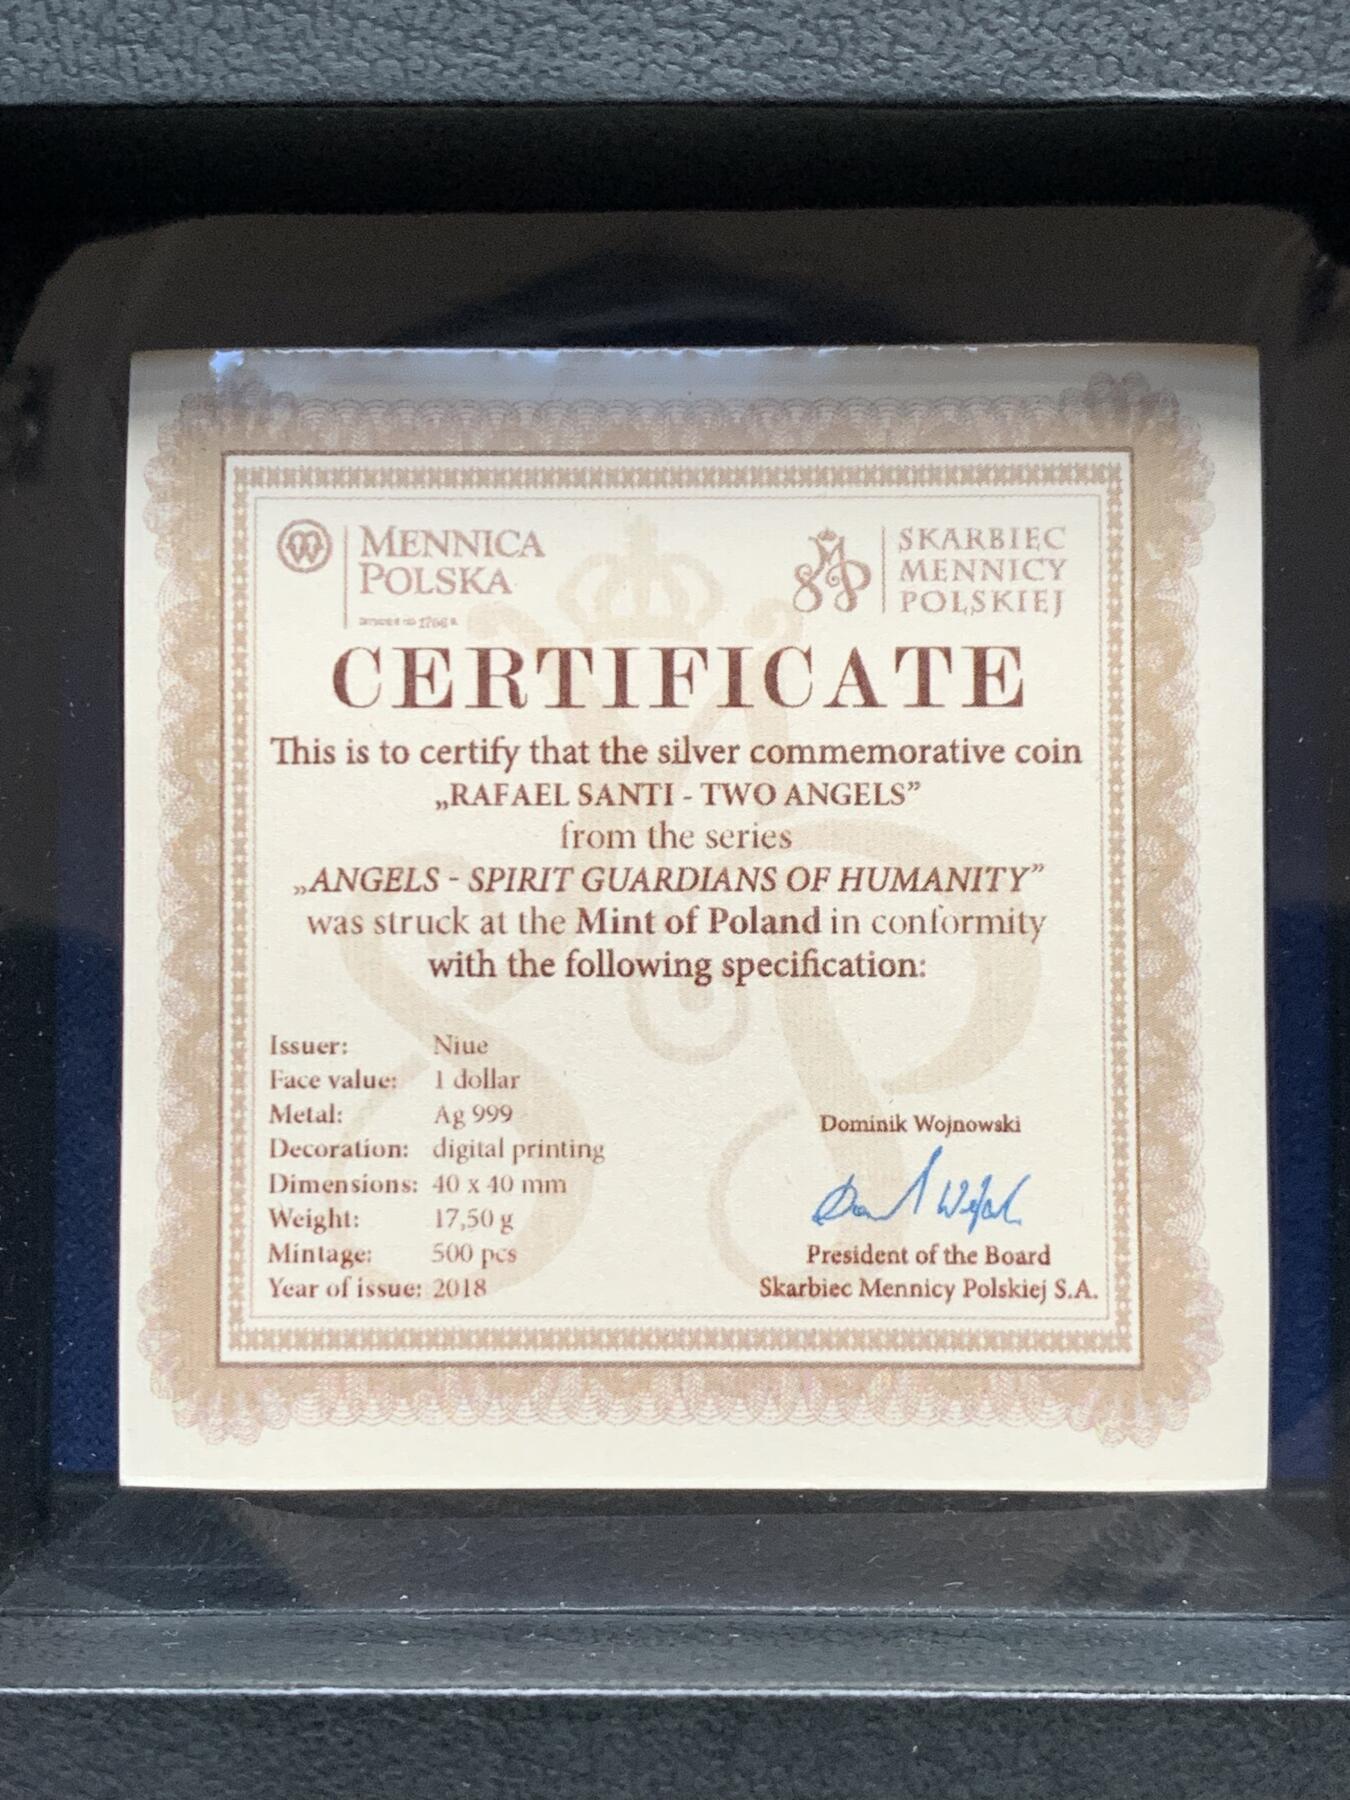 MENNICA
POLSKA
1766 R.
SKARBIEC
MENNICY
POLSKIEJ
CERTIFICATE
This is to certify that the silver commemorative coin
„RAFAEL SANTI - TWO ANGELS”
from the series
„ANGELS - SPIRIT GUARDIANS OF HUMANITY”
was struck at the Mint of Poland in conformity
with the following specification:
Issuer: Niue
Face value: 1 dollar
Metal: Ag 999
Decoration: digital printing
Dimensions: 40 x 40 mm
Weight: 17,50 g
Mintage: 500 pcs
Year of issue: 2018
Dominik Wojnowski
President of the Board
Skarbiec Mennicy Polskiej S.A.